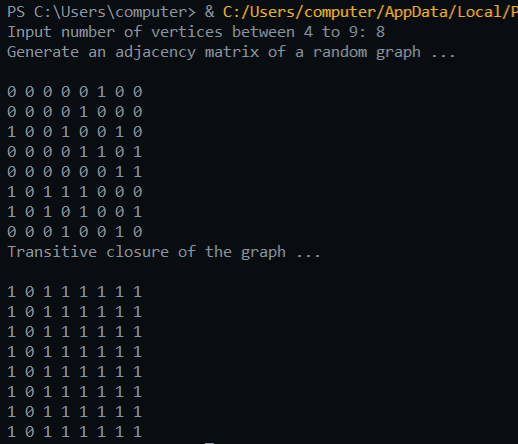 PS C:\Users\computer> & C:/Users/computer/AppData/Local/P
Input number of vertices between 4 to 9: 8
Generate an adjacency matrix of a random graph ...
0 0 0 0 0 1 0 0
0 0 0 0 1 0 0 0
1 0 0 1 0 0 1 0
0 0 0 0 1 1 0 1
0 0 0 0 0 0 1 1
1 0 1 1 1 0 0 0
1 0 1 0 1 0 0 1
0 0 0 1 0 0 1 0
Transitive closure of the graph ...
1 0 1 1 1 1 1 1
1 0 1 1 1 1 1 1
1 0 1 1 1 1 1 1
1 0 1 1 1 1 1 1
1 0 1 1 1 1 1 1
1 0 1 1 1 1 1 1
1 0 1 1 1 1 1 1
1 0 1 1 1 1 1 1